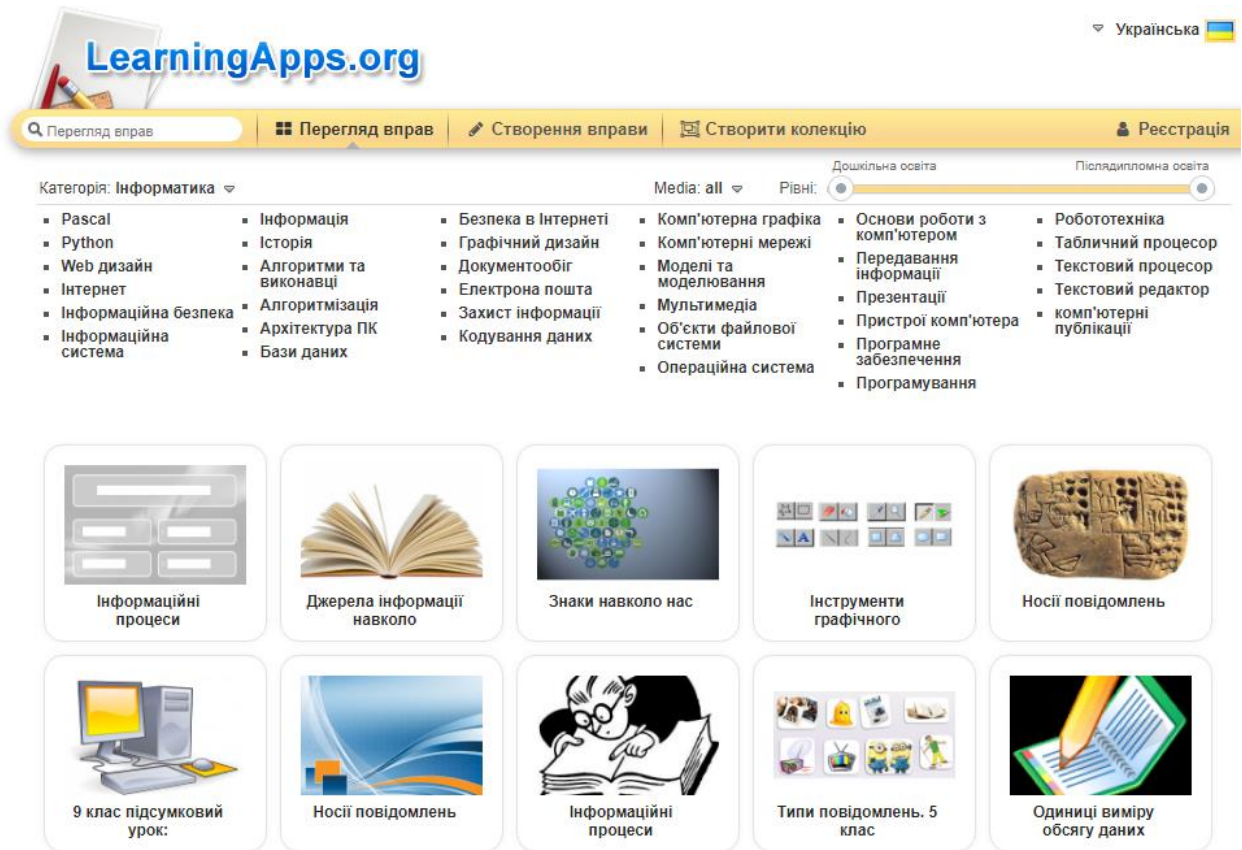 LearningApps.org
Українська
Перегляд вправ
Перегляд вправ
Створення вправи
Створити колекцію
Реєстрація
Дошкільна освіта
Післядипломна освіта
Категорія: Інформатика
Media: all
Рівні:
Pascal
Python
Web дизайн
Інтернет
Інформаційна безпека
Інформаційна
система
Інформація
Історія
Алгоритми та
виконавці
Алгоритмізація
Архітектура ПК
Бази даних
Безпека в Інтернеті
Графічний дизайн
Документообіг
Електрона пошта
Захист інформації
Кодування даних
Комп'ютерна графіка
Комп'ютерні мережі
Моделі та
моделювання
Мультимедіа
Об'єкти файлової
системи
Операційна система
Основи роботи з
комп'ютером
Передавання
інформації
Презентації
Пристрої комп'ютера
Програмне
забезпечення
Програмування
Робототехніка
Табличний процесор
Текстовий процесор
Текстовий редактор
комп'ютерні
публікації
Інформаційні
процеси
Джерела інформації
навколо
Знаки навколо нас
Інструменти
графічного
Носії повідомлень
9 клас підсумковий
урок:
Носії повідомлень
Інформаційні
процеси
Типи повідомлень. 5
клас
Одиниці виміру
обсягу даних